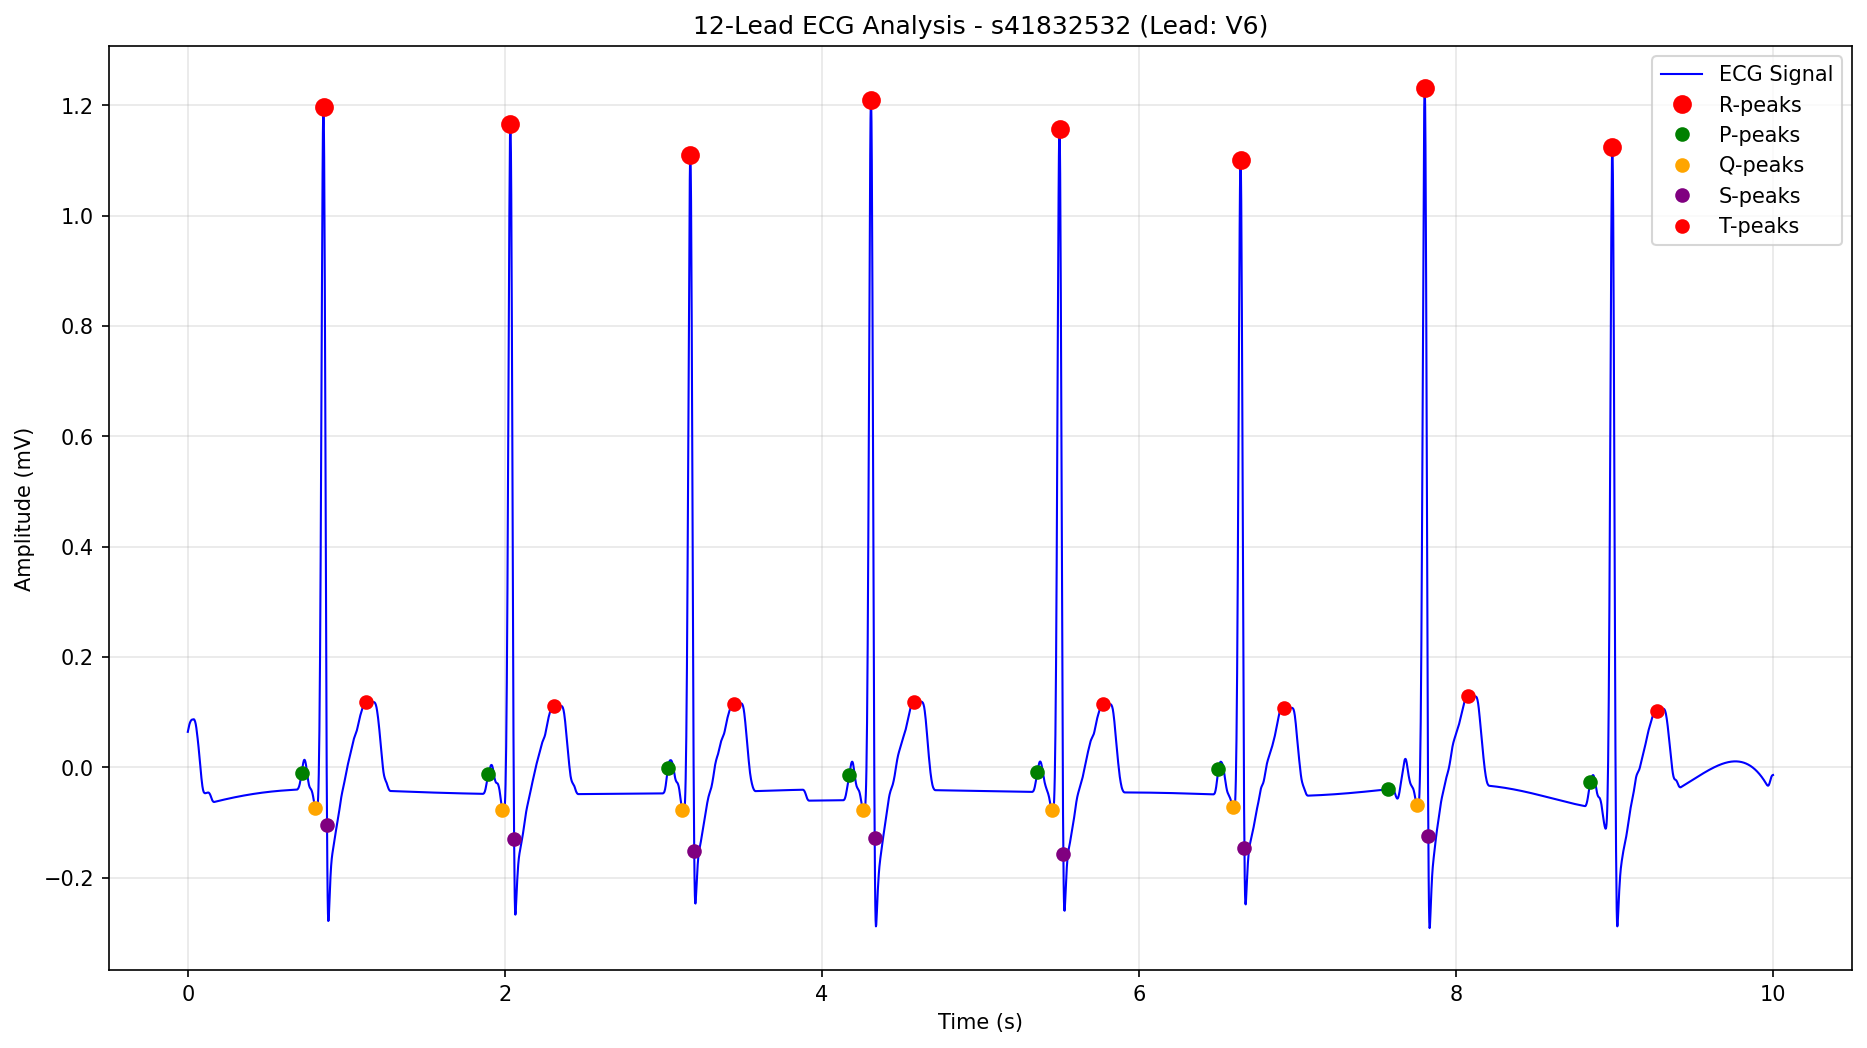 12-Lead ECG Analysis - s41832532 (Lead: V6)
ECG Signal
R-peaks
P-peaks
Q-peaks
S-peaks
T-peaks
Amplitude (mV)
1.2
1.0
0.8
0.6
0.4
0.2
0.0
−0.2
0 2 4 6 8 10
Time (s)